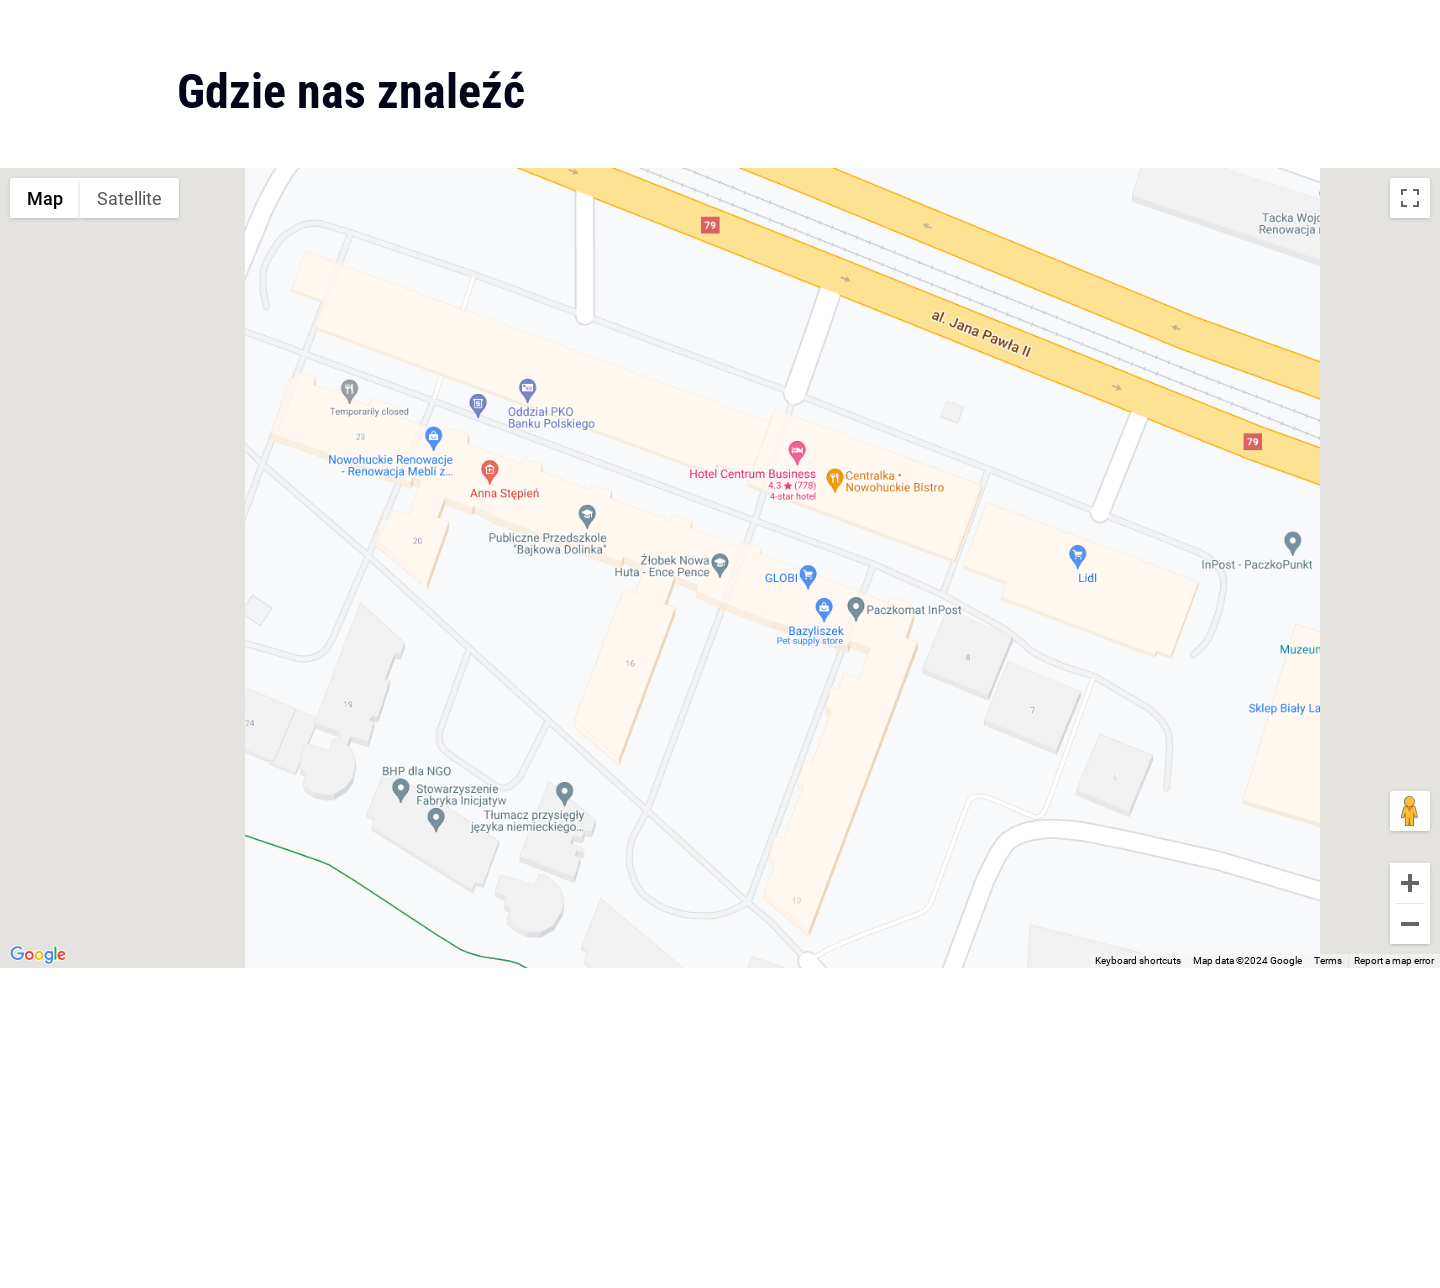 Gdzie nas znaleźć
Map
Satellite
79
Tacka Wojc
Renowacja
al. Jana Pawła II
Temporarily closed
Oddział PKO
Banku Polskiego
23
Nowohuckie Renowacje
- Renowacja Mebli z...
79
Hotel Centrum Business
4.3 ★ (778)
4-star hotel
Centralka •
Nowohuckie Bistro
Anna Stępień
20
Publiczne Przedszkole
"Bajkowa Dolinka"
Żłobek Nowa
Huta - Ence Pence
GLOBI
Lidl
InPost - PaczkoPunkt
Paczkomat InPost
Bazyliszek
Pet supply store
16
8
Muzeum
19
7
Sklep Biały La
24
6
BHP dla NGO
Stowarzyszenie
Fabryka Inicjatyw
Tłumacz przysięgły
języka niemieckiego...
10
Google
Keyboard shortcuts
Map data ©2024 Google
Terms
Report a map error